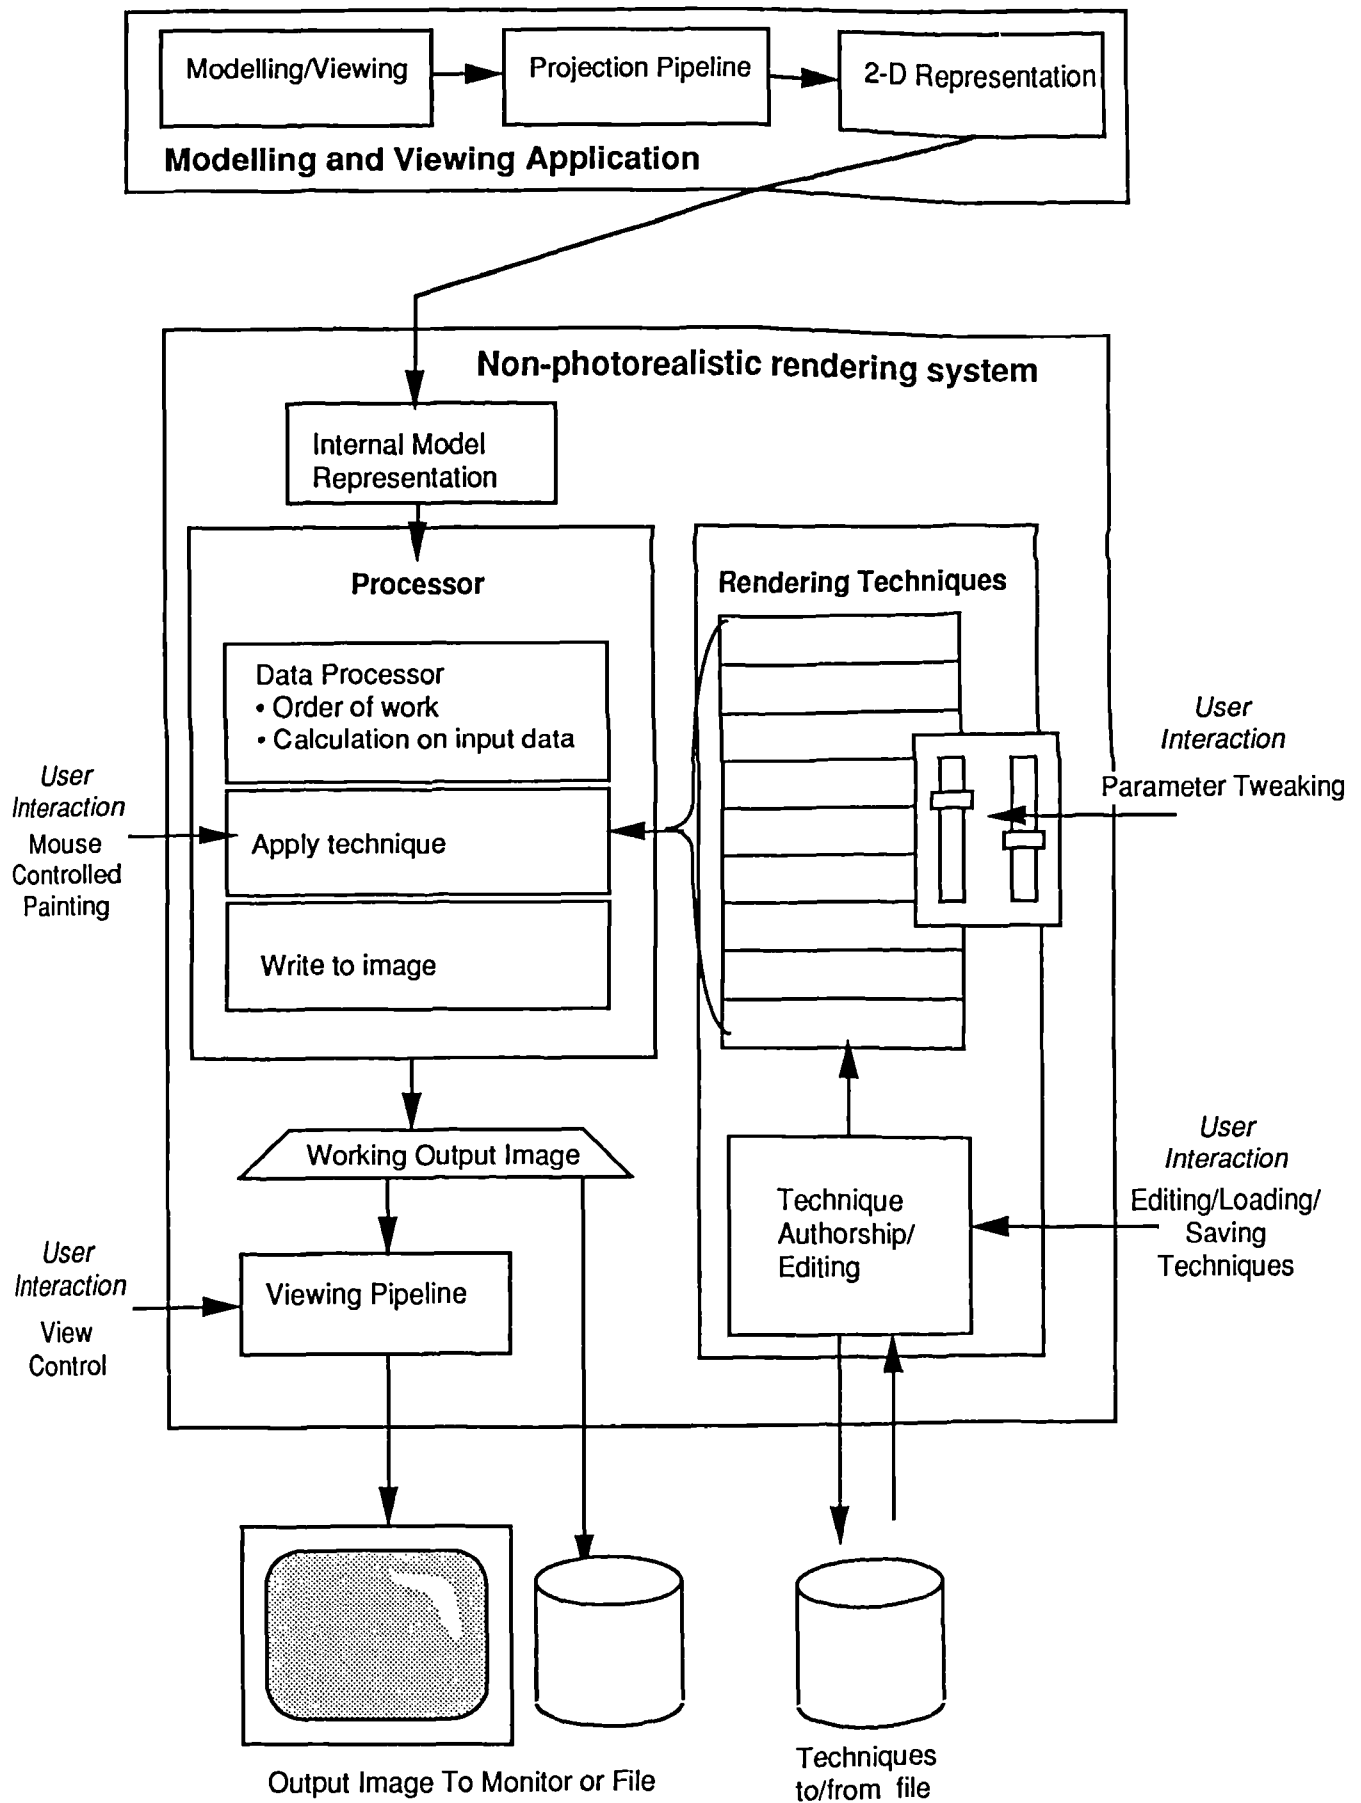 Modelling/Viewing
Projection Pipeline
2-D Representation
Modelling and Viewing Application
Non-photorealistic rendering system
Internal Model
Representation
Processor
Data Processor
• Order of work
• Calculation on input data
Apply technique
Write to image
Rendering Techniques
User
Interaction
Parameter Tweaking
User
Interaction
Mouse
Controlled
Painting
Working Output Image
Technique
Authorship/
Editing
User
Interaction
Editing/Loading/
Saving
Techniques
User
Interaction
View
Control
Viewing Pipeline
Output Image To Monitor or File
Techniques
to/from file